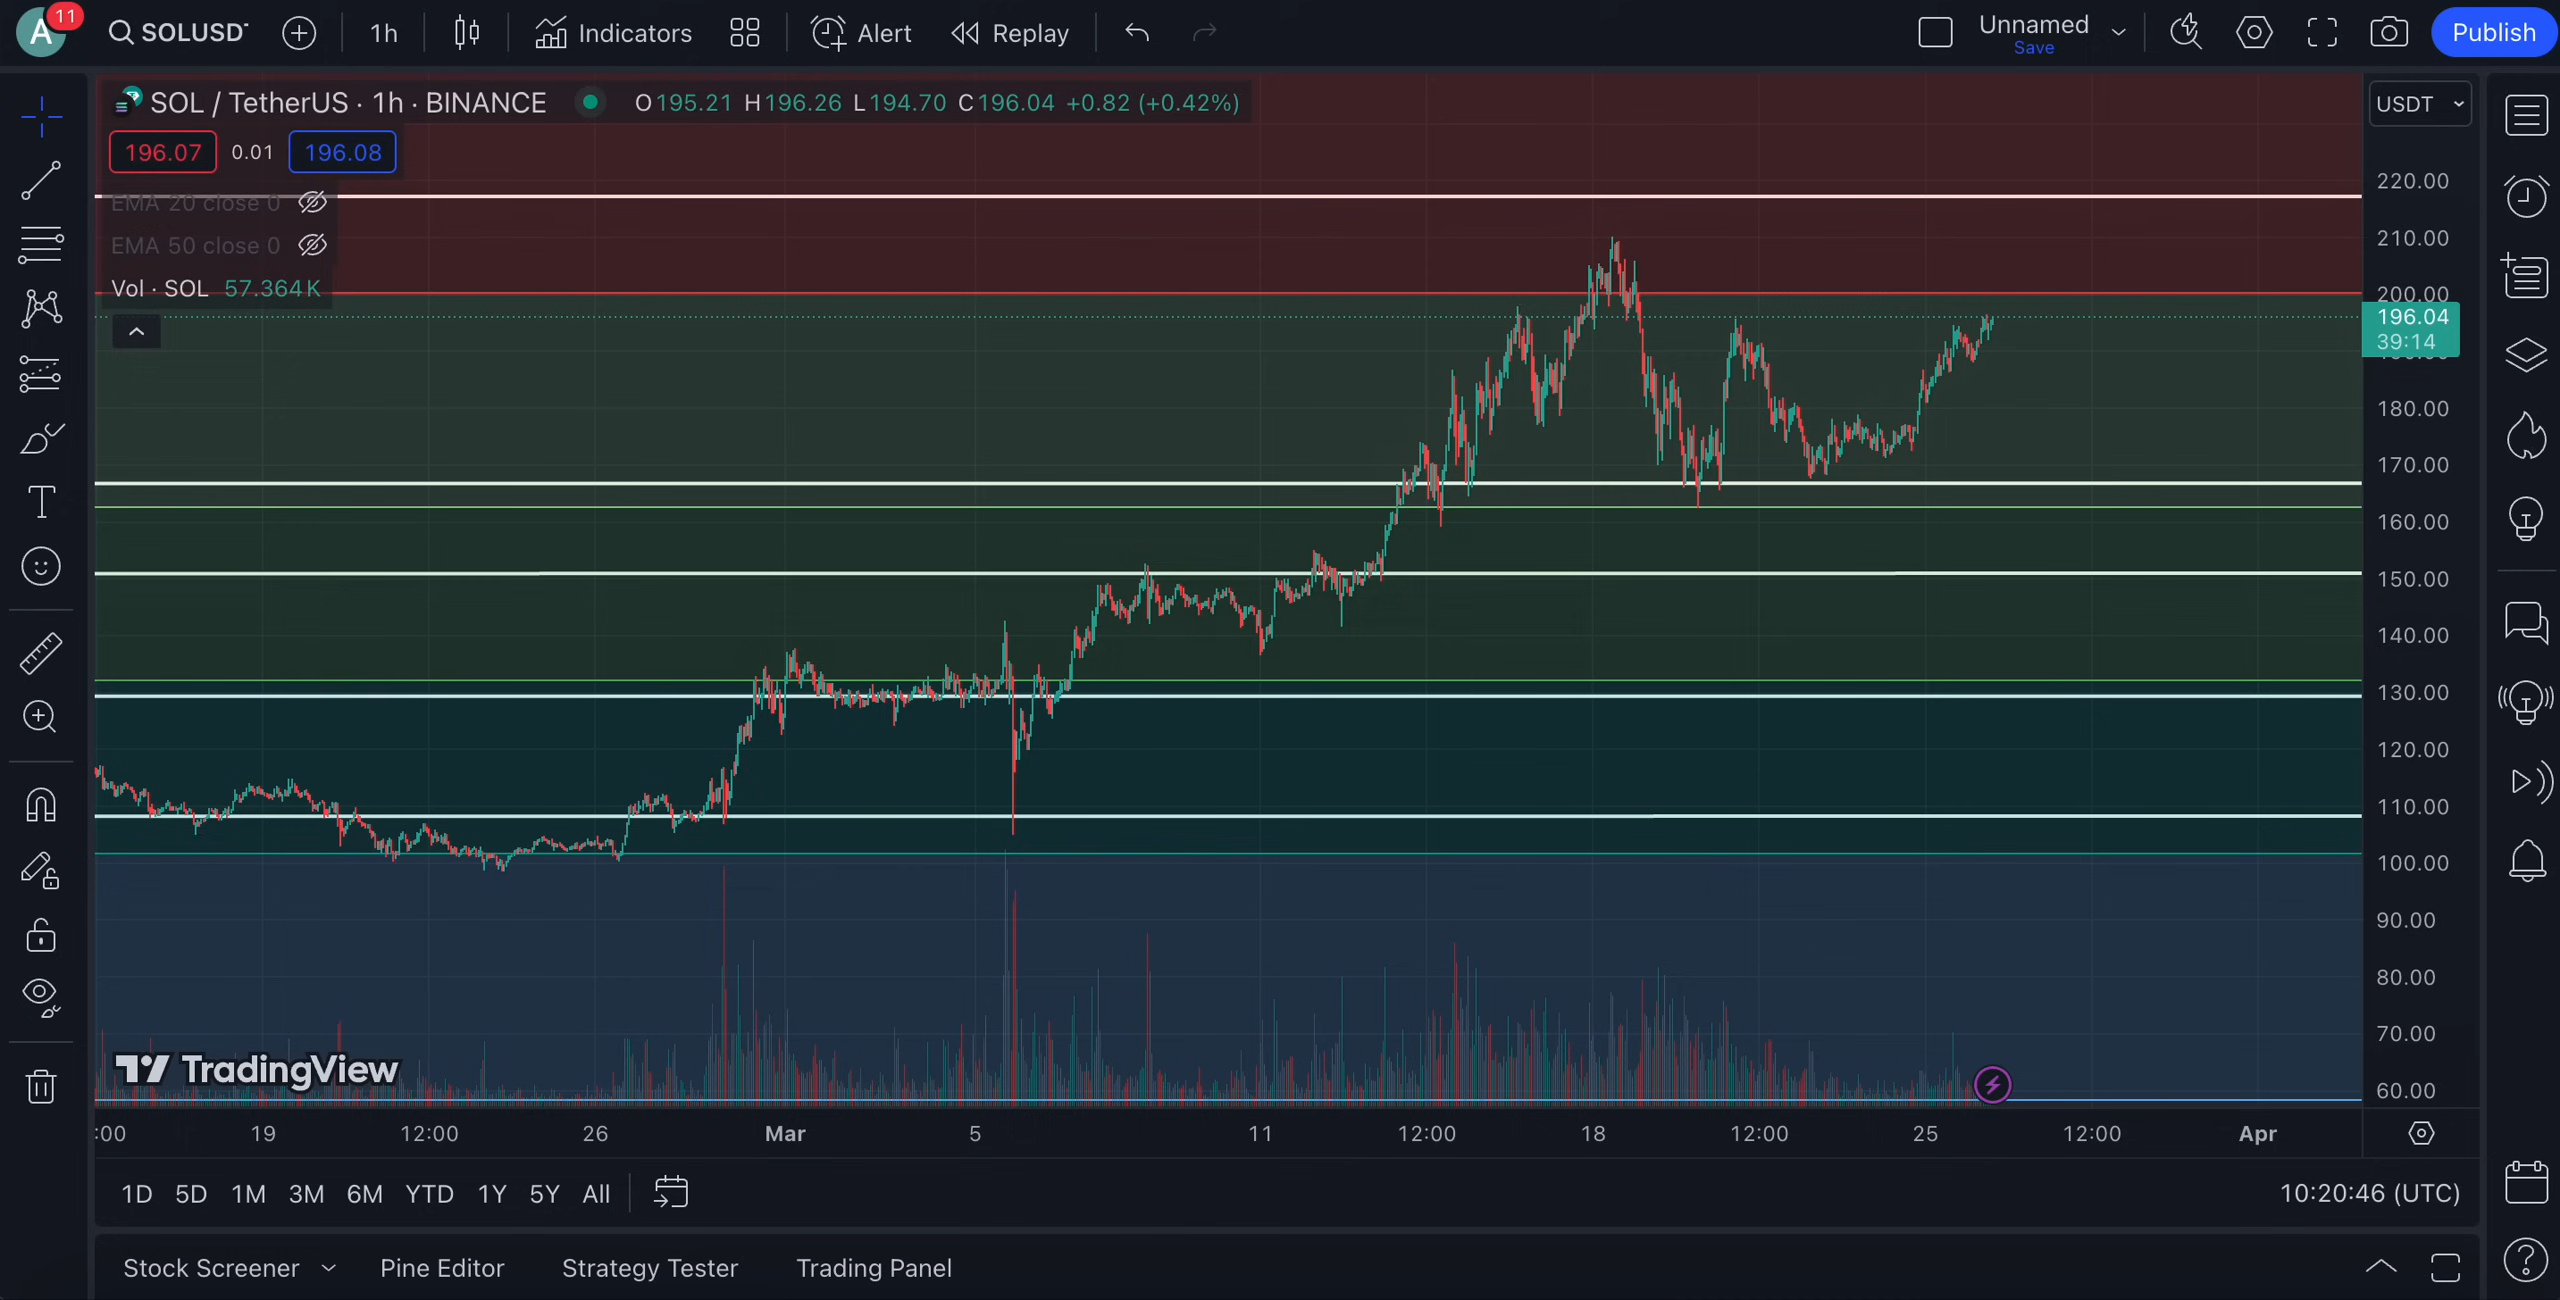 A 11 SOLUSDT 1h Indicators Alert Replay Unnamed Save Publish
SOL / TetherUS · 1h · BINANCE O195.21 H196.26 L194.70 C196.04 +0.82 (+0.42%) USDT
196.07 0.01 196.08
EMA 20 close 0
EMA 50 close 0
Vol · SOL 57.364K
220.00
210.00
200.00
196.04
39:14
180.00
170.00
160.00
150.00
140.00
130.00
120.00
110.00
100.00
90.00
80.00
70.00
60.00
TradingView
:00 19 12:00 26 Mar 5 11 12:00 18 12:00 25 12:00 Apr
1D 5D 1M 3M 6M YTD 1Y 5Y All 10:20:46 (UTC)
Stock Screener Pine Editor Strategy Tester Trading Panel